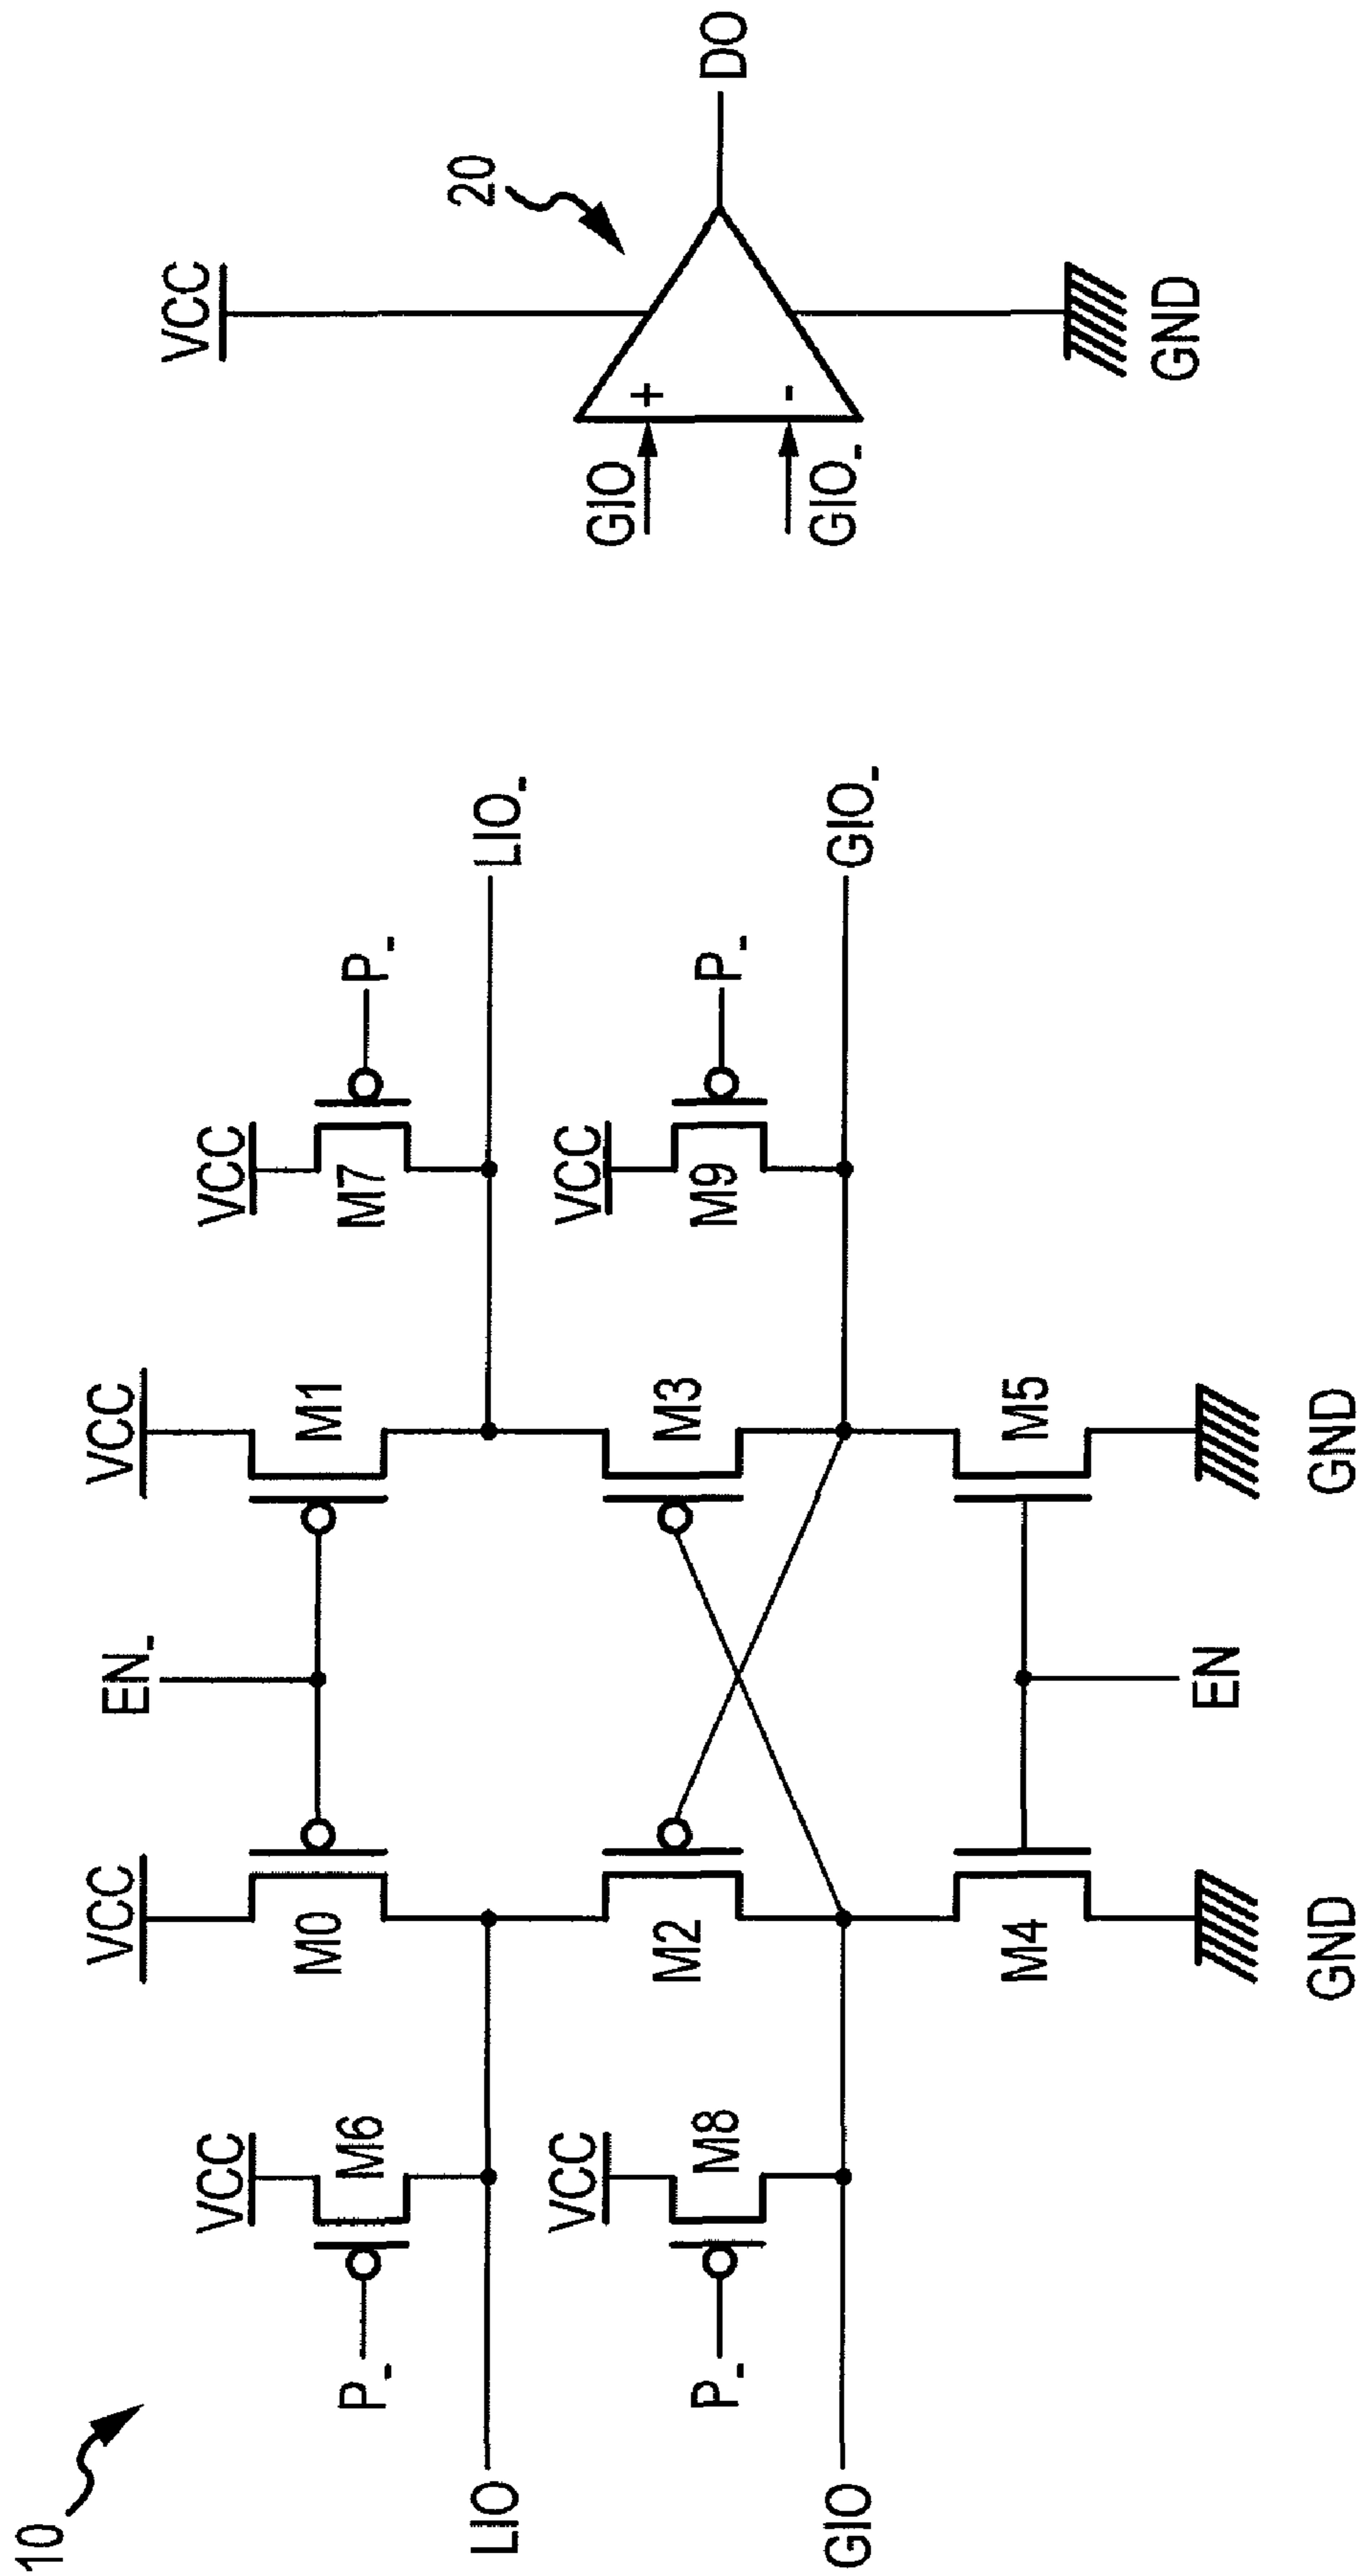 10
EN_
VCC
VCC
VCC
M0
M1
VCC
P_
M6
M7
P_
LIO
LIO_
VCC
VCC
P_
M8
M2
M3
M9
P_
GIO
GIO_
M4
M5
EN
GND
GND
VCC
20
GIO
+
DO
GIO_
-
GND